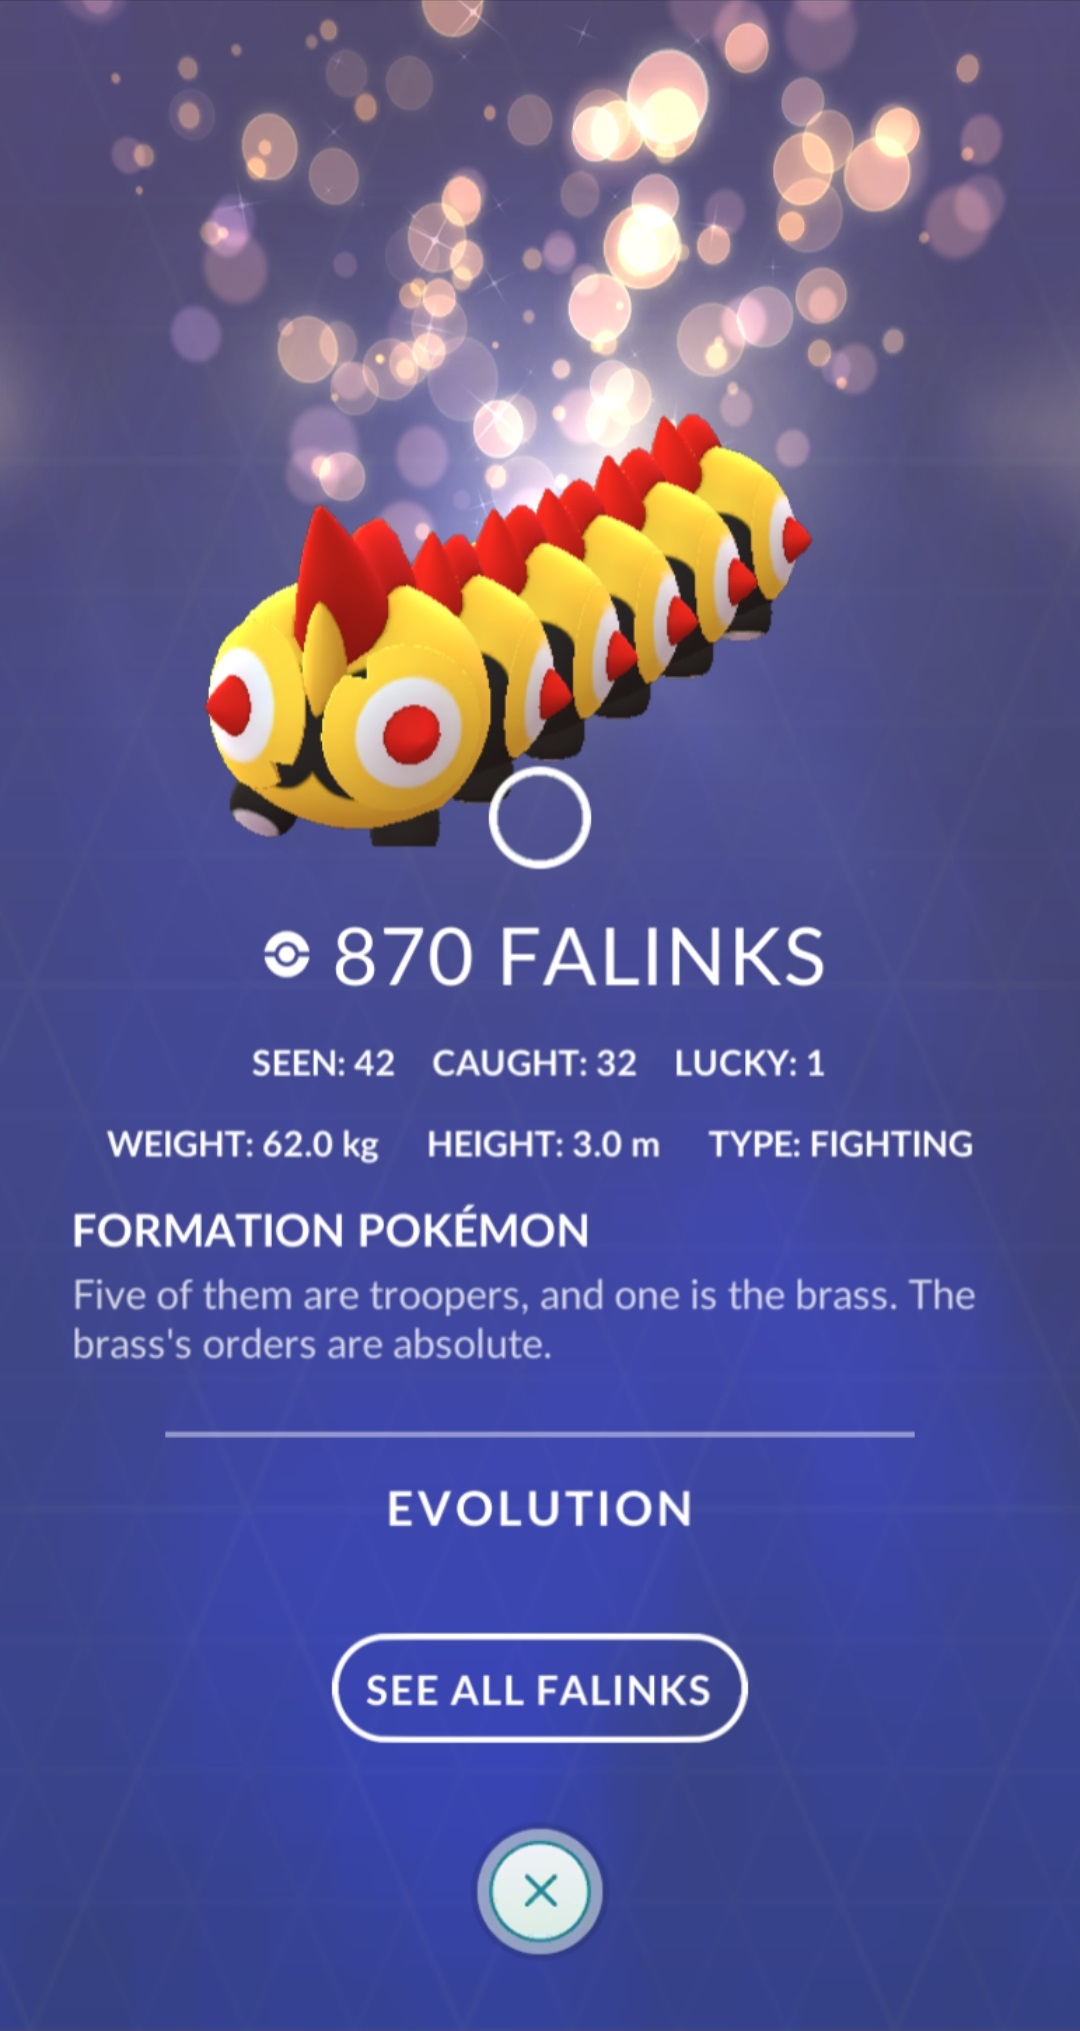 870 FALINKS
SEEN: 42 CAUGHT: 32 LUCKY: 1
WEIGHT: 62.0 kg HEIGHT: 3.0 m TYPE: FIGHTING
FORMATION POKÉMON
Five of them are troopers, and one is the brass. The
brass's orders are absolute.
EVOLUTION
SEE ALL FALINKS